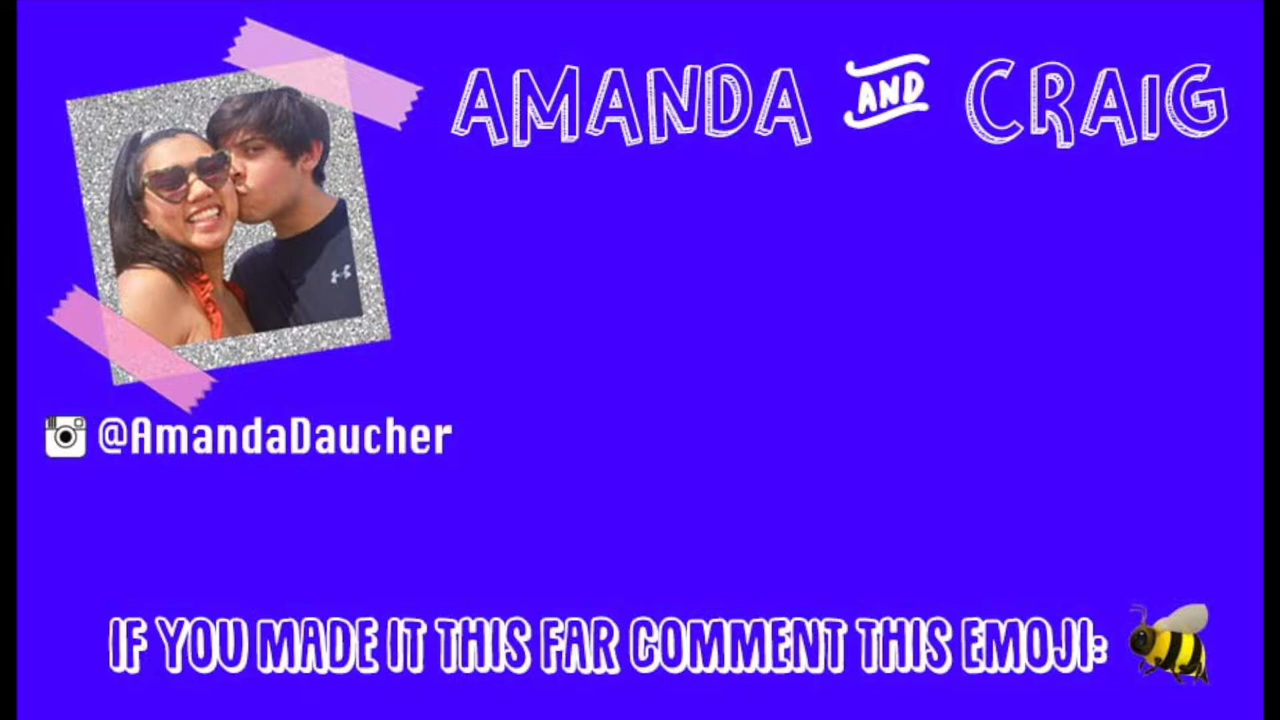 AMANDA AND CRAIG
@AmandaDaucher
IF YOU MADE IT THIS FAR COMMENT THIS EMOJI: